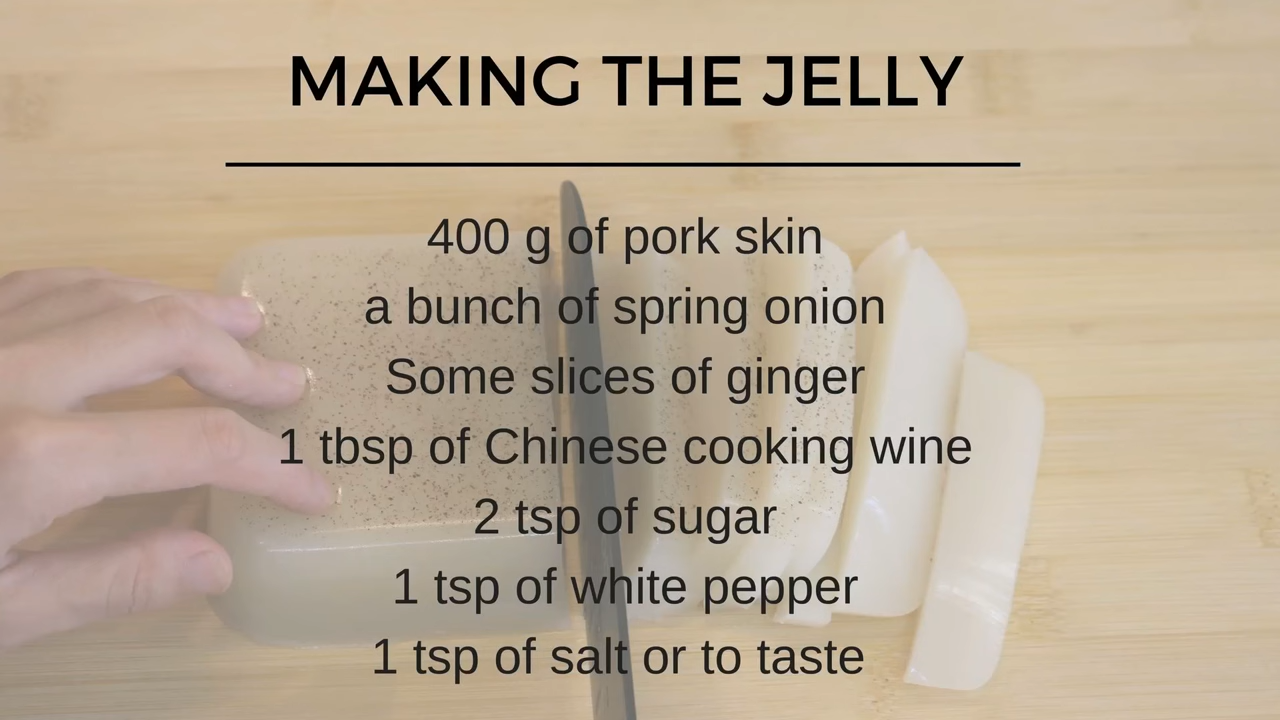 MAKING THE JELLY
400 g of pork skin
a bunch of spring onion
Some slices of ginger
1 tbsp of Chinese cooking wine
2 tsp of sugar
1 tsp of white pepper
1 tsp of salt or to taste